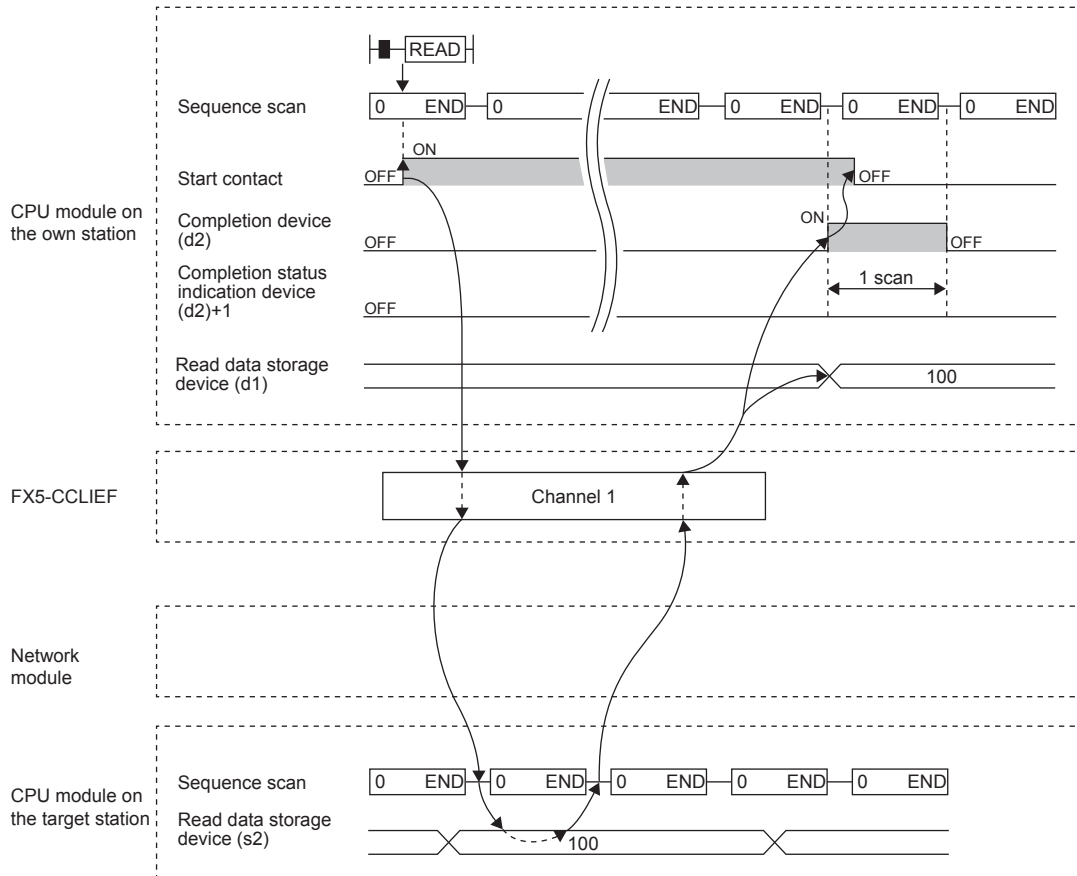 READ
Sequence scan 0 END 0 END 0 END 0 END 0 END
ON
Start contact OFF OFF
CPU module on
the own station
Completion device
(d2) OFF ON OFF
1 scan
Completion status
indication device
(d2)+1 OFF
Read data storage
device (d1) 100
FX5-CCLIEF Channel 1
Network
module
Sequence scan 0 END 0 END 0 END 0 END 0 END
CPU module on
the target station
Read data storage
device (s2) 100